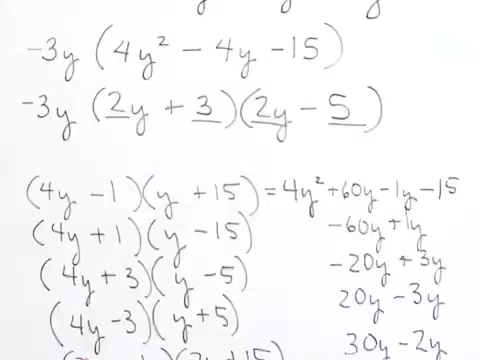 -3y (4y² - 4y - 15)
-3y (2y + 3)(2y - 5)
(4y - 1)(y + 15) = 4y² + 60y - 1y - 15
(4y + 1)(y - 15) -60y + 1y
(4y + 3)(y - 5) -20y + 3y
(4y - 3)(y + 5) 20y - 3y
30y - 2y